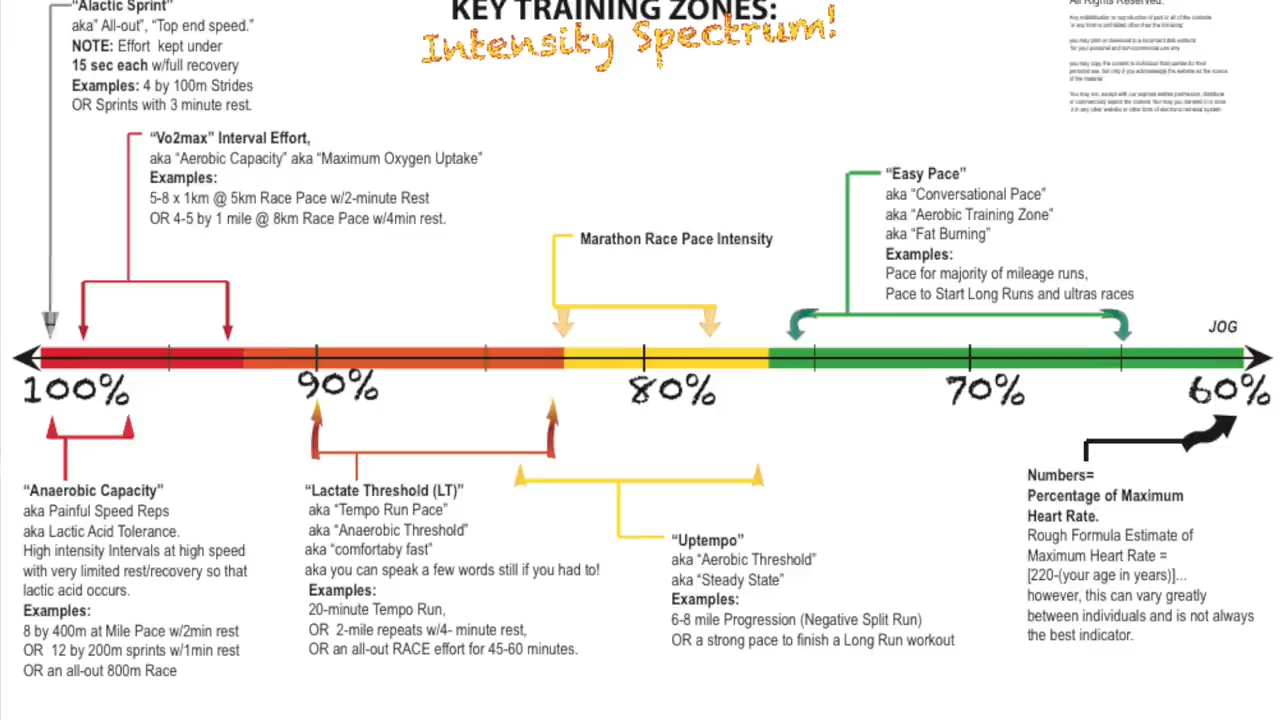 KEY TRAINING ZONES:
Intensity Spectrum!
All Rights Reserved.
"Alactic Sprint"
aka" All-out", "Top end speed."
NOTE: Effort kept under
15 sec each w/full recovery
Examples: 4 by 100m Strides
OR Sprints with 3 minute rest.
"Vo2max" Interval Effort,
aka "Aerobic Capacity" aka "Maximum Oxygen Uptake"
Examples:
5-8 x 1km @ 5km Race Pace w/2-minute Rest
OR 4-5 by 1 mile @ 8km Race Pace w/4min rest.
Marathon Race Pace Intensity
"Easy Pace"
aka "Conversational Pace"
aka "Aerobic Training Zone"
aka "Fat Burning"
Examples:
Pace for majority of mileage runs,
Pace to Start Long Runs and ultras races
JOG
100%
90%
80%
70%
60%
"Anaerobic Capacity"
aka Painful Speed Reps
aka Lactic Acid Tolerance.
High intensity Intervals at high speed
with very limited rest/recovery so that
lactic acid occurs.
Examples:
8 by 400m at Mile Pace w/2min rest
OR 12 by 200m sprints w/1min rest
OR an all-out 800m Race
"Lactate Threshold (LT)"
aka "Tempo Run Pace"
aka "Anaerobic Threshold"
aka "comfortaby fast"
aka you can speak a few words still if you had to!
Examples:
20-minute Tempo Run,
OR 2-mile repeats w/4- minute rest,
OR an all-out RACE effort for 45-60 minutes.
"Uptempo"
aka "Aerobic Threshold"
aka "Steady State"
Examples:
6-8 mile Progression (Negative Split Run)
OR a strong pace to finish a Long Run workout
Numbers=
Percentage of Maximum
Heart Rate.
Rough Formula Estimate of
Maximum Heart Rate =
[220-(your age in years)]...
however, this can vary greatly
between individuals and is not always
the best indicator.